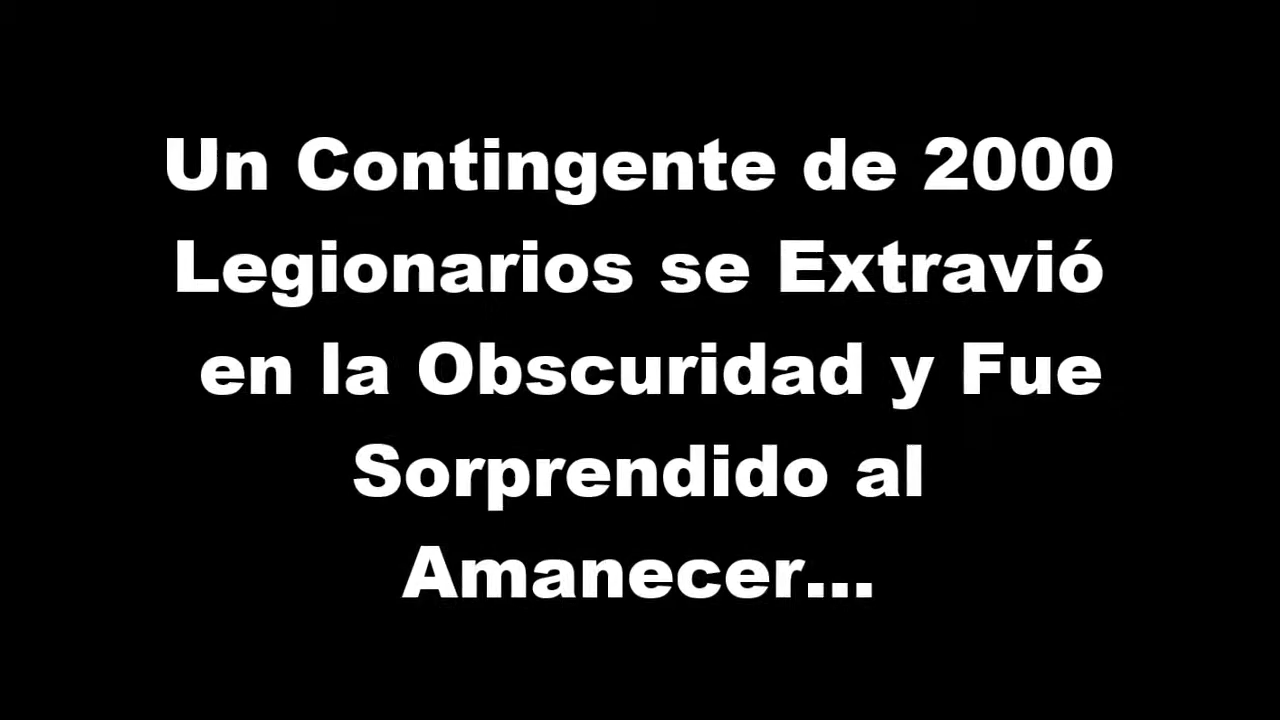 Un Contingente de 2000
Legionarios se Extravió
en la Obscuridad y Fue
Sorprendido al
Amanecer...